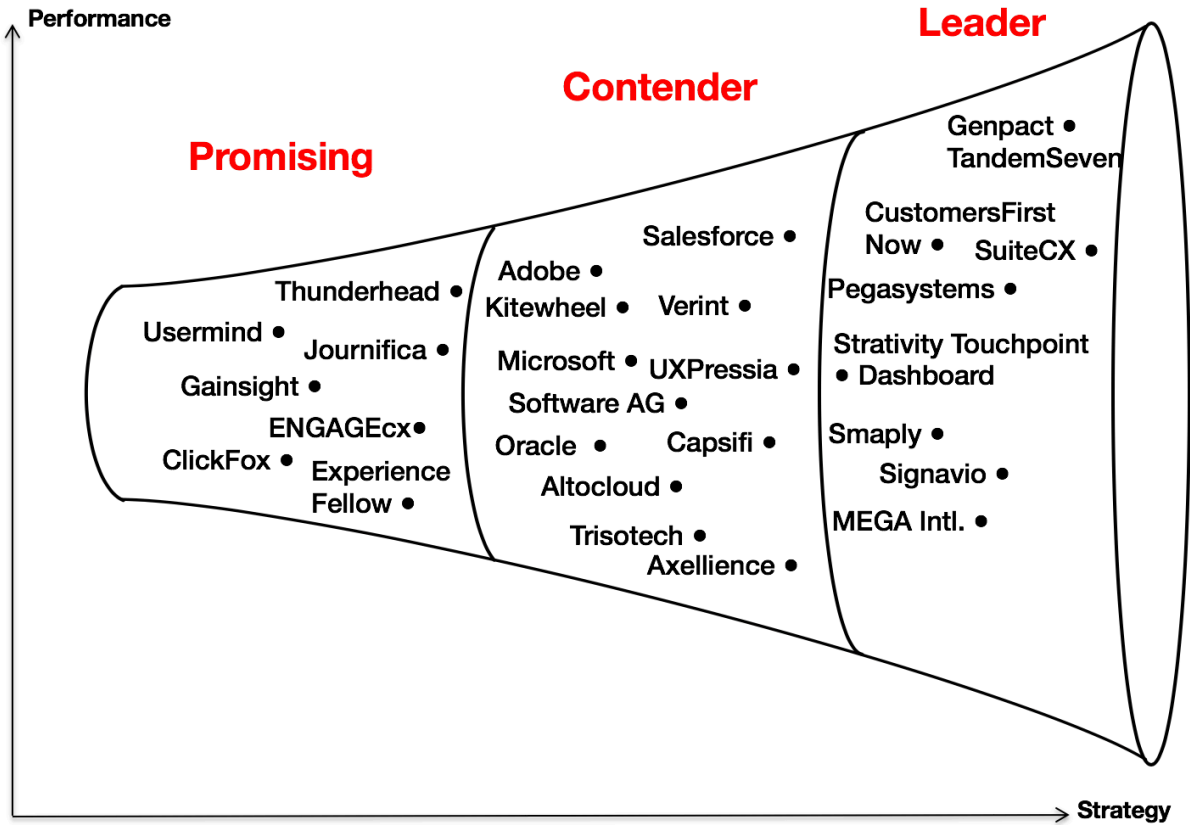 Performance
Leader
Contender
Promising
Genpact
TandemSeven
CustomersFirst
Now
SuiteCX
Pegasystems
Strativity Touchpoint
Dashboard
Smaply
Signavio
MEGA Intl.
Salesforce
Adobe
Kitewheel
Verint
Microsoft
UXPressia
Software AG
Oracle
Capsifi
Altocloud
Trisotech
Axellience
Thunderhead
Usermind
Journifica
Gainsight
ENGAGEcx
ClickFox
Experience
Fellow
Strategy